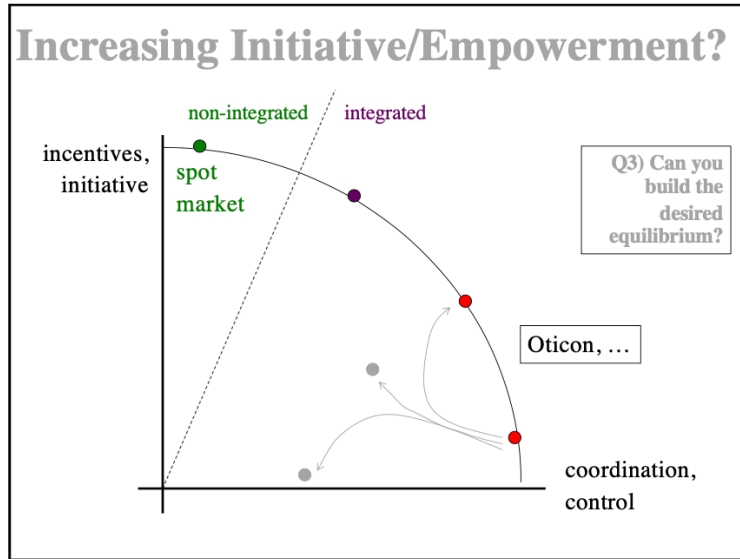 Increasing Initiative/Empowerment?
non-integrated
integrated
incentives,
initiative
spot
market
Q3) Can you
build the
desired
equilibrium?
Oticon, …
coordination,
control